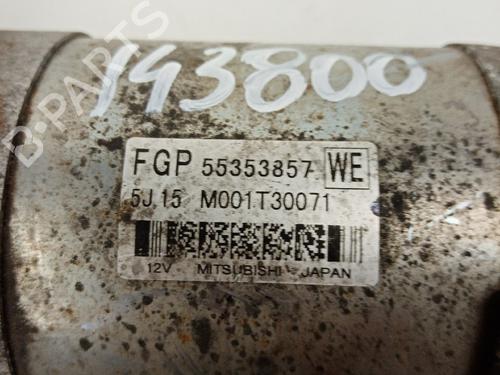 143800
FGP 55353857 WE
5J.15 M001T30071
12V MITSUBISHI JAPAN
B-PARTS